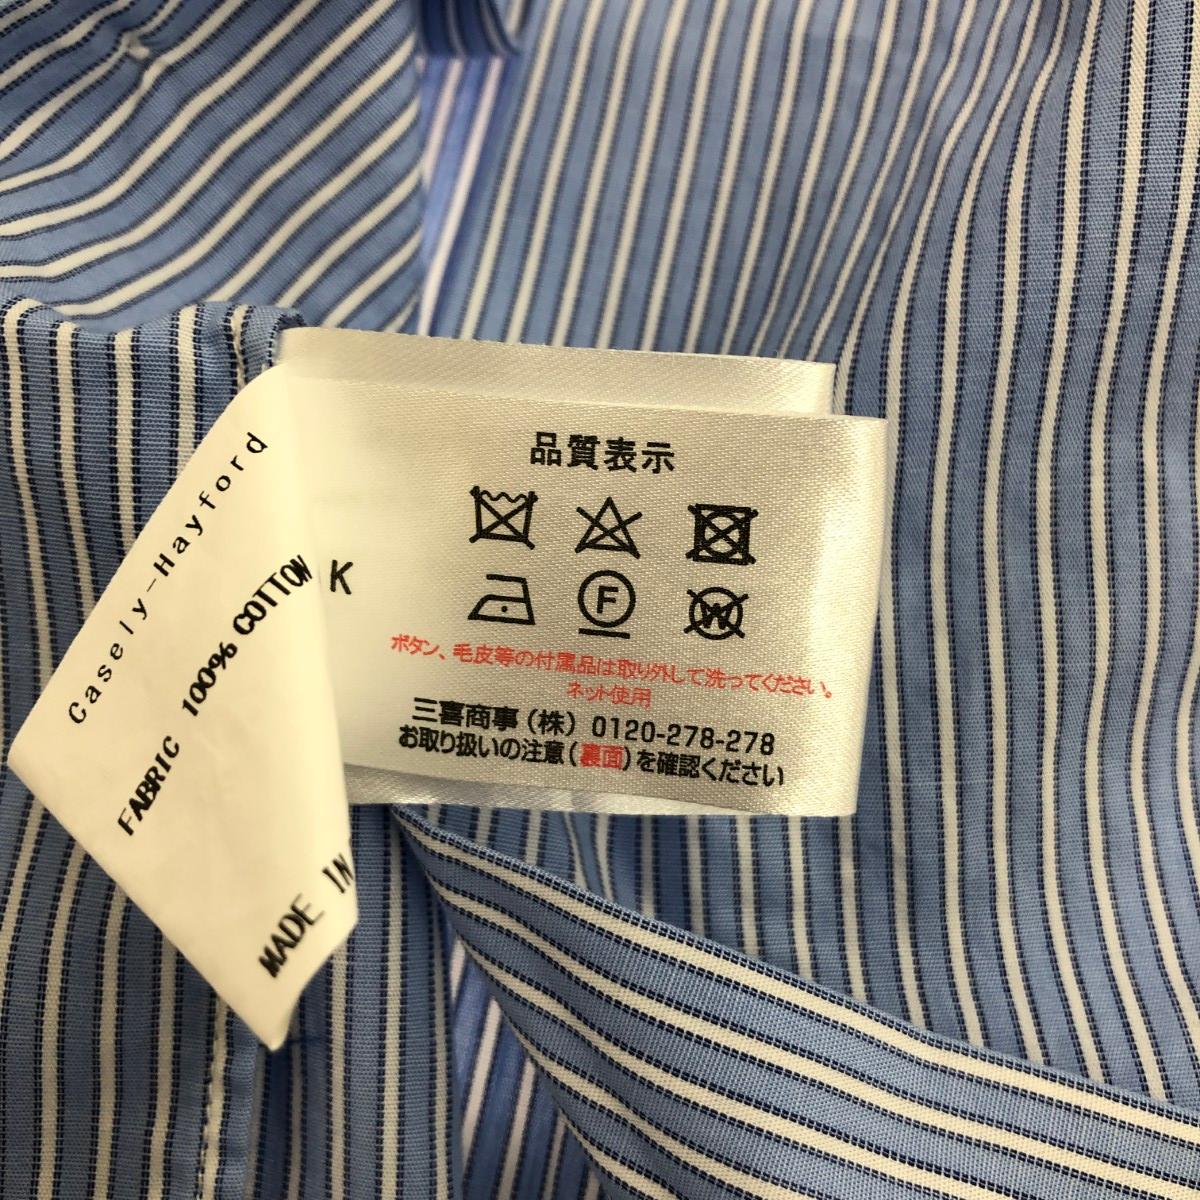 Casely-Hayford
FABRIC 100% COTTON
MADE IN
K
品質表示
F
W
ボタン、毛皮等の付属品は取り外して洗ってください。
ネット使用
三喜商事(株) 0120-278-278
お取り扱いの注意(裏面)を確認ください